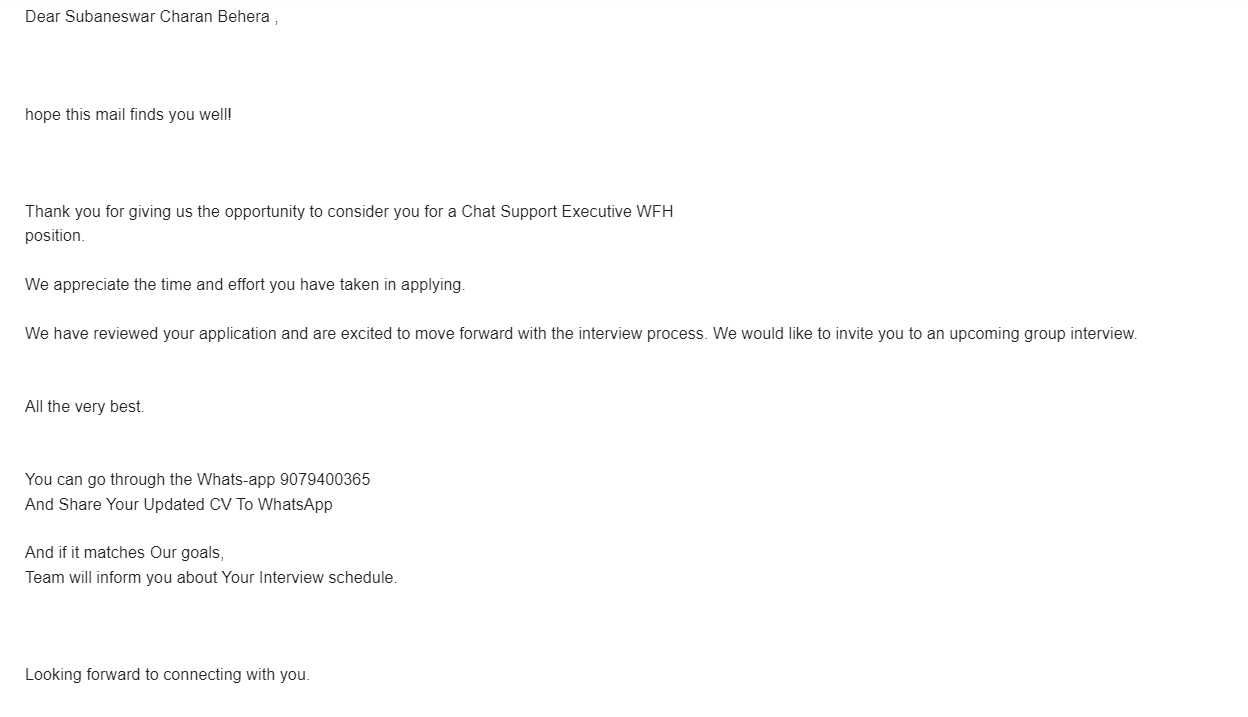 Dear Subaneswar Charan Behera ,
hope this mail finds you well!
Thank you for giving us the opportunity to consider you for a Chat Support Executive WFH
position.
We appreciate the time and effort you have taken in applying.
We have reviewed your application and are excited to move forward with the interview process. We would like to invite you to an upcoming group interview.
All the very best.
You can go through the Whats-app 9079400365
And Share Your Updated CV To WhatsApp
And if it matches Our goals,
Team will inform you about Your Interview schedule.
Looking forward to connecting with you.